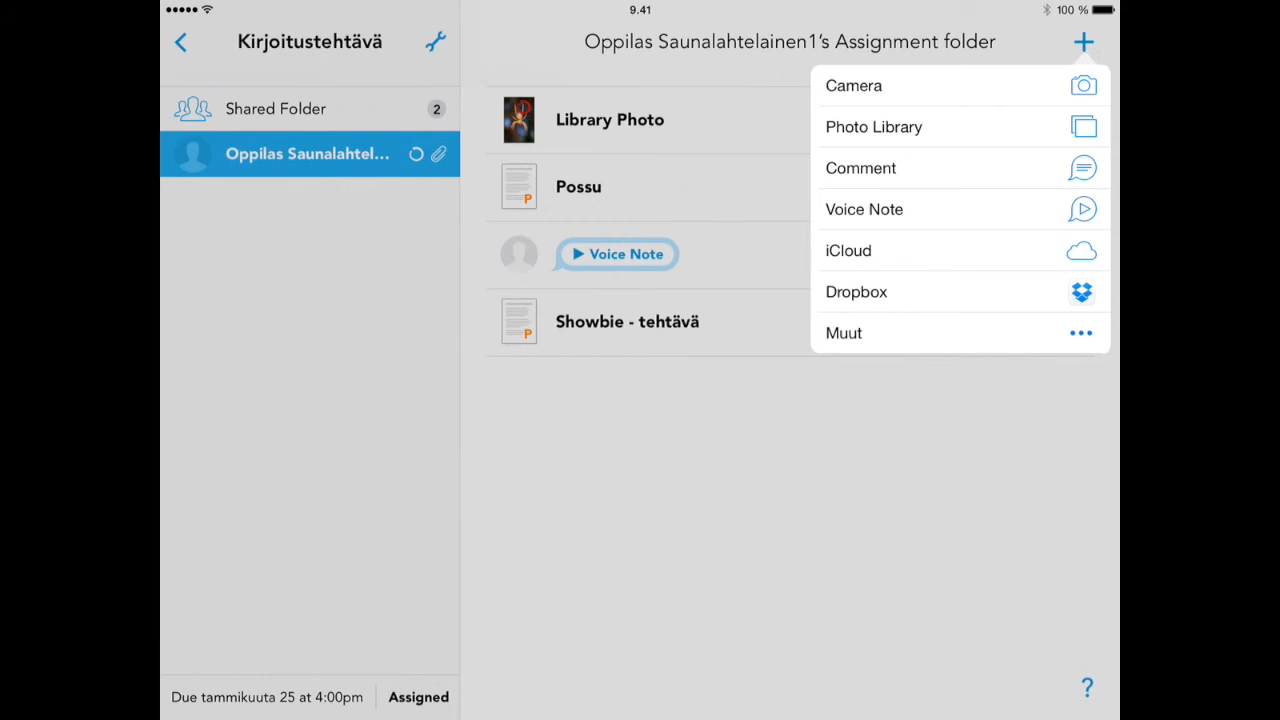 9.41
100 %
Kirjoitustehtävä
Oppilas Saunalahtelainen1's Assignment folder
Shared Folder
2
Oppilas Saunalahtel...
Library Photo
P
Possu
Voice Note
P
Showbie - tehtävä
Camera
Photo Library
Comment
Voice Note
iCloud
Dropbox
Muut
Due tammikuuta 25 at 4:00pm
Assigned
?